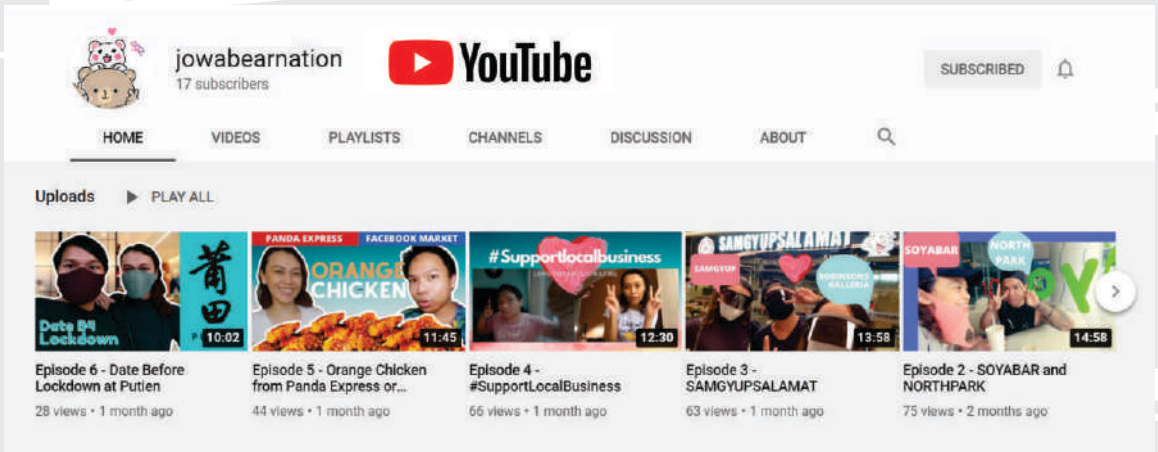 jowabearnation
17 subscribers
YouTube
SUBSCRIBED
HOME VIDEOS PLAYLISTS CHANNELS DISCUSSION ABOUT
Uploads PLAY ALL
莆田
Date B4
Lockdown
10:02
PANDA EXPRESS FACEBOOK MARKET
ORANGE
CHICKEN
11:45
#Supportlocalbusiness
12:30
SAMGYUPSALAMAT
SAMGYUP
ROBINSONS
GALLERIA
13:58
SOYABAR
NORTH
PARK
14:58
Episode 6 - Date Before
Lockdown at Putien
28 views • 1 month ago
Episode 5 - Orange Chicken
from Panda Express or...
44 views • 1 month ago
Episode 4 -
#SupportLocalBusiness
66 views • 1 month ago
Episode 3 -
SAMGYUPSALAMAT
63 views • 1 month ago
Episode 2 - SOYABAR and
NORTHPARK
75 views • 2 months ago